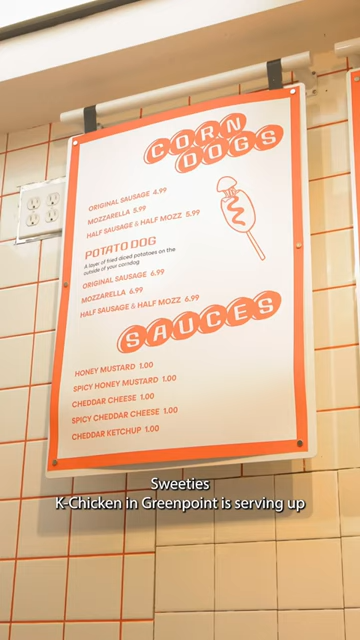 CORN
DOGS
ORIGINAL SAUSAGE 4.99
MOZZARELLA 5.99
HALF SAUSAGE & HALF MOZZ 5.99
POTATO DOG
A layer of fried diced potatoes on the
outside of your corndog
ORIGINAL SAUSAGE 6.99
MOZZARELLA 6.99
HALF SAUSAGE & HALF MOZZ 6.99
SAUCES
HONEY MUSTARD 1.00
SPICY HONEY MUSTARD 1.00
CHEDDAR CHEESE 1.00
SPICY CHEDDAR CHEESE 1.00
CHEDDAR KETCHUP 1.00
Sweeties
K-Chicken in Greenpoint is serving up